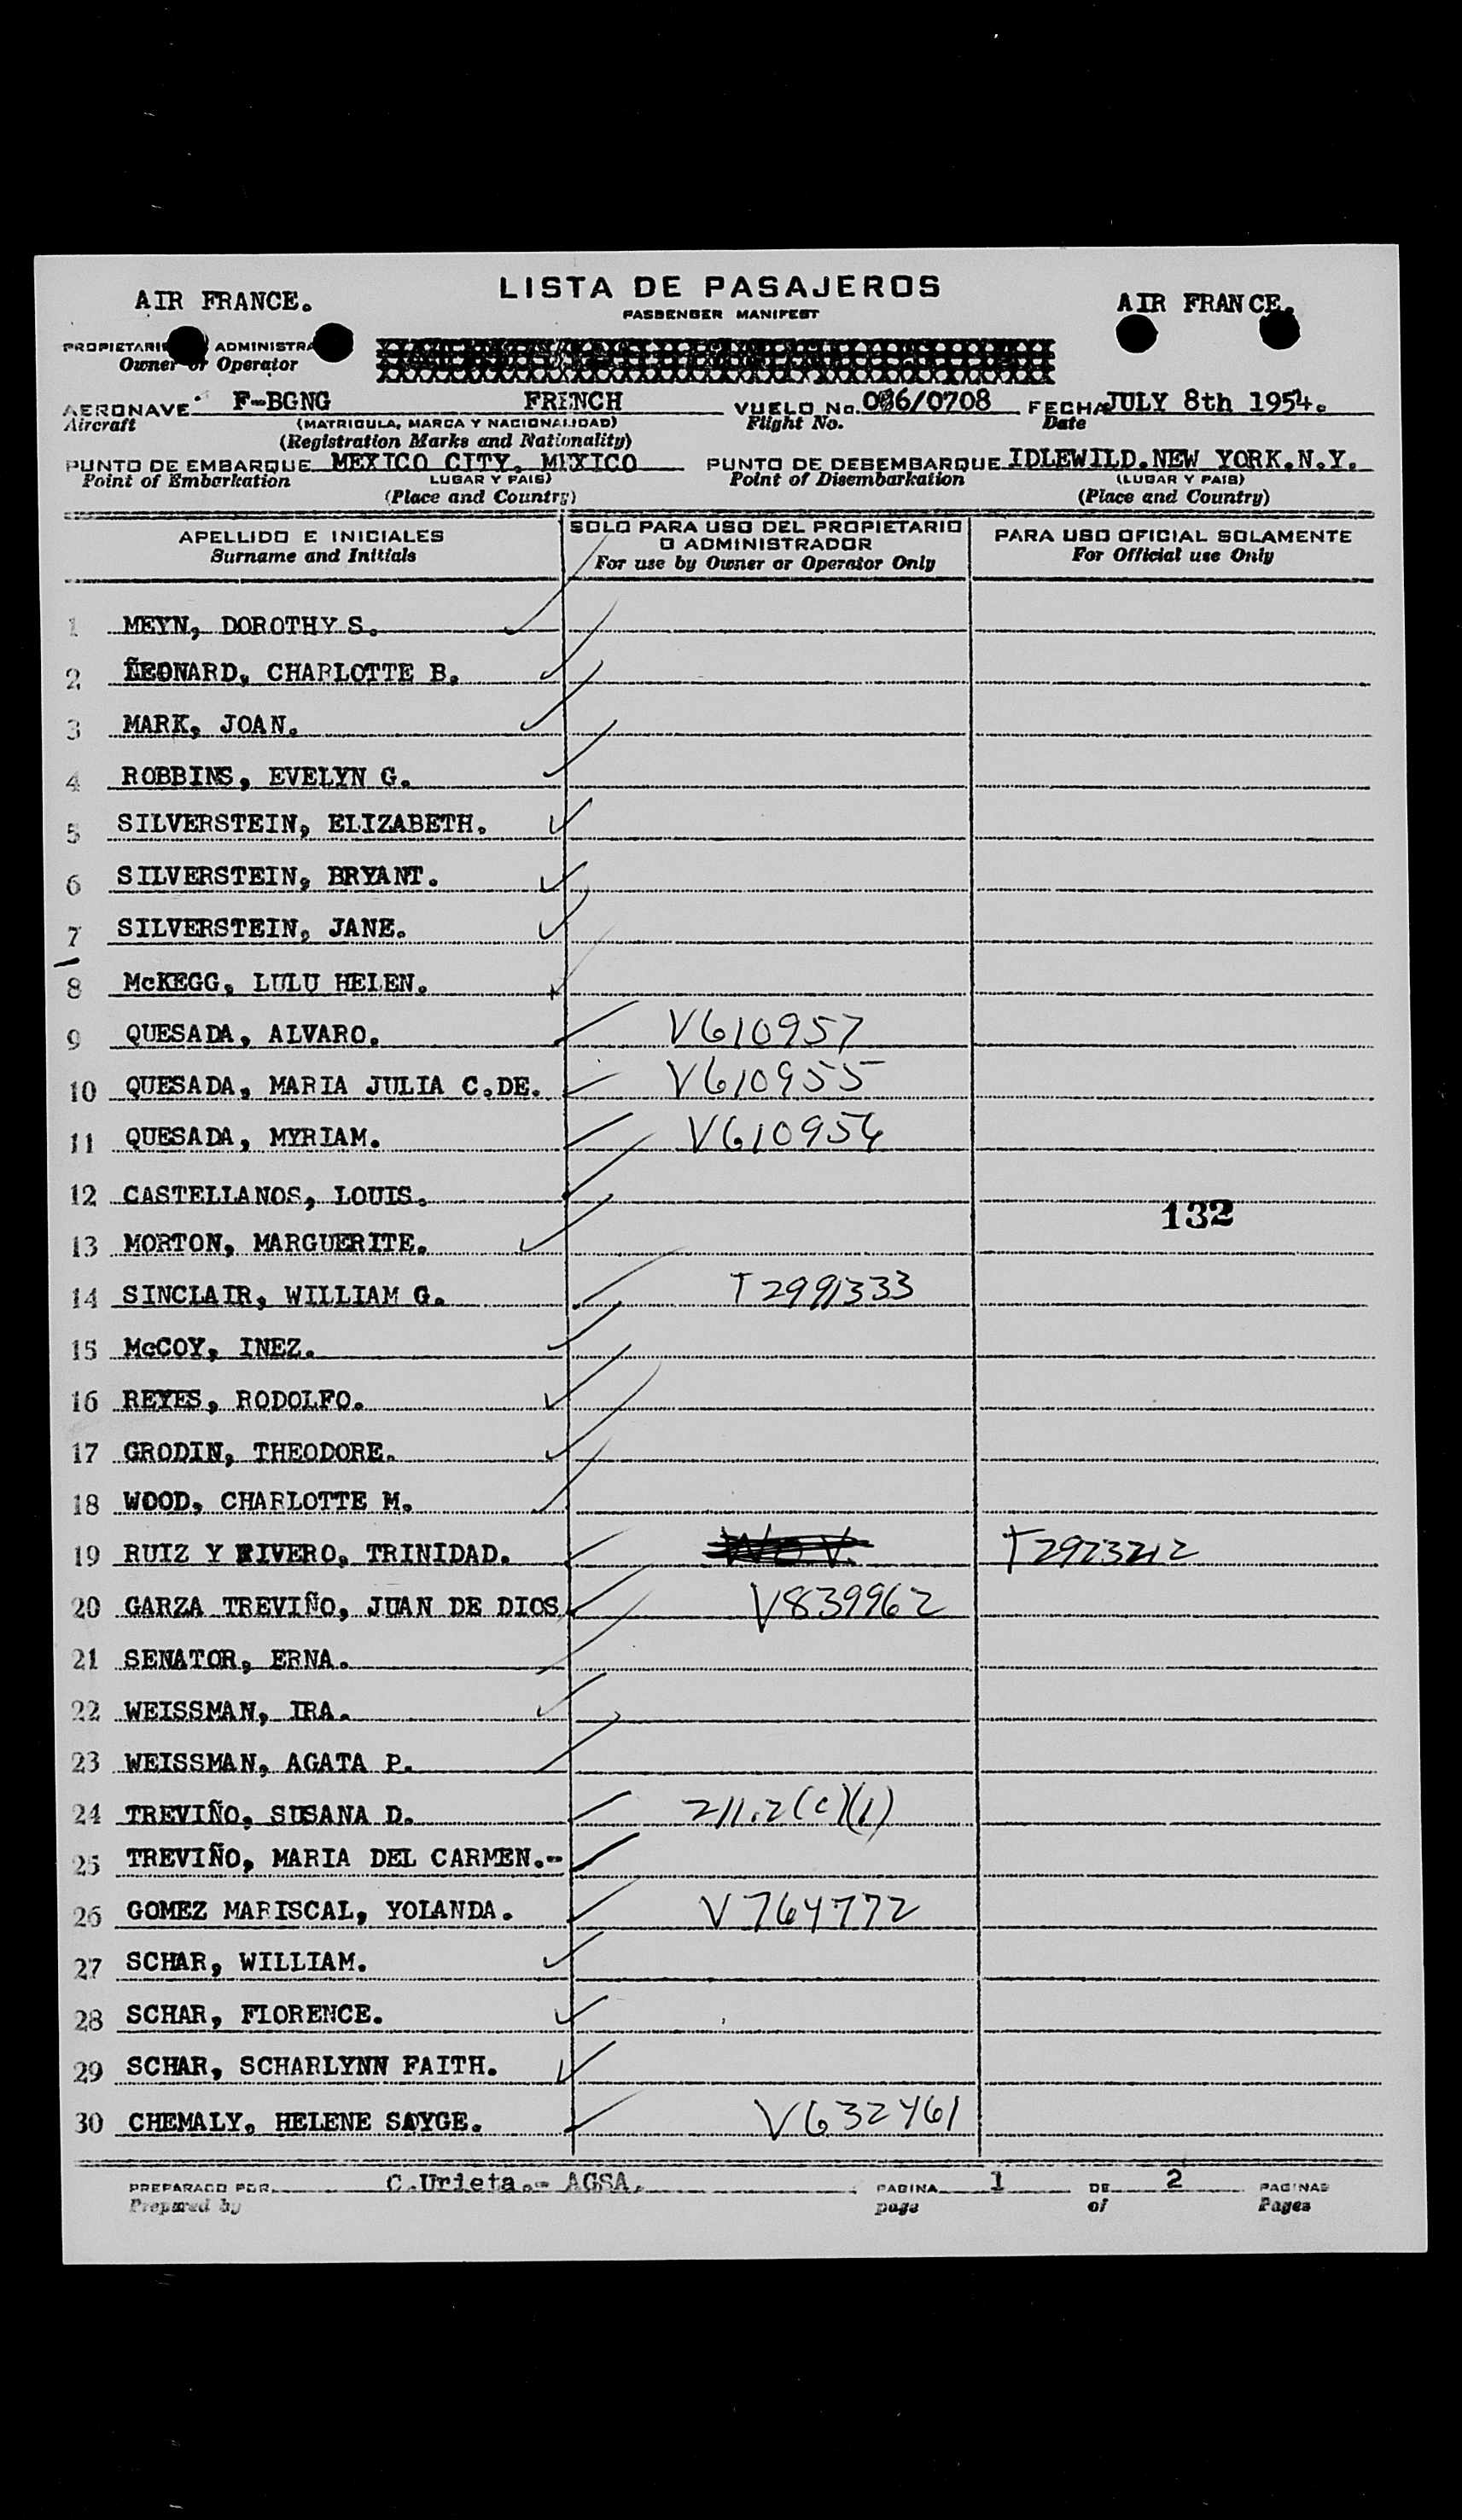 LISTA DE PASAJEROS
PASSENGER MANIFEST
AIR FRANCE.
AIR FRANCE.
ADMINISTRA
Owner or Operator
AERONAVE F-BGNG FRENCH VUELO No. 086/0708 FECHA JULY 8th 1954.
Aircraft (MATRICULA, MARCA Y NACIONALIDAD) Flight No. Date
(Registration Marks and Nationality)
PUNTO DE EMBARQUE MEXICO CITY, MEXICO PUNTO DE DESEMBARQUE IDLEWILD.NEW YORK.N.Y.
Point of Embarkation LUGAR Y PAIS) Point of Disembarkation (LUGAR Y PAIS)
(Place and Country) (Place and Country)
APELLIDO E INICIALES SOLO PARA USO DEL PROPIETARIO PARA USO OFICIAL SOLAMENTE
Surname and Initials O ADMINISTRADOR For Official use Only
For use by Owner or Operator Only
1 MEYN, DOROTHY S.
2 LEONARD, CHARLOTTE B.
3 MARK, JOAN.
4 ROBBINS, EVELYN G.
5 SILVERSTEIN, ELIZABETH.
6 SILVERSTEIN, BRYANT.
7 SILVERSTEIN, JANE.
8 McKEGG, LULU HELEN.
9 QUESADA, ALVARO. V610957
10 QUESADA, MARIA JULIA C.DE. V610955
11 QUESADA, MYRIAM. V610956
12 CASTELLANOS, LOUIS.
132
13 MORTON, MARGUERITE.
14 SINCLAIR, WILLIAM G. T2991333
15 McCOY, INEZ.
16 REYES, RODOLFO.
17 GRODIN, THEODORE.
18 WOOD, CHARLOTTE M.
19 RUIZ Y RIVERO, TRINIDAD. T2923212
20 GARZA TREVIÑO, JUAN DE DIOS V839962
21 SENATOR, ERNA.
22 WEISSMAN, IRA.
23 WEISSMAN, AGATA P.
24 TREVIÑO, SUSANA D. 211.2(c)(1)
25 TREVIÑO, MARIA DEL CARMEN.-
26 GOMEZ MARISCAL, YOLANDA. V764772
27 SCHAR, WILLIAM.
28 SCHAR, FLORENCE.
29 SCHAR, SCHARLYNN FAITH.
30 CHEMALY, HELENE SAYGE. V632461
PREPARADO POR C.Urieta.- AGSA. PAGINA 1 DE 2 PAGINAS
Prepared by page of Pages